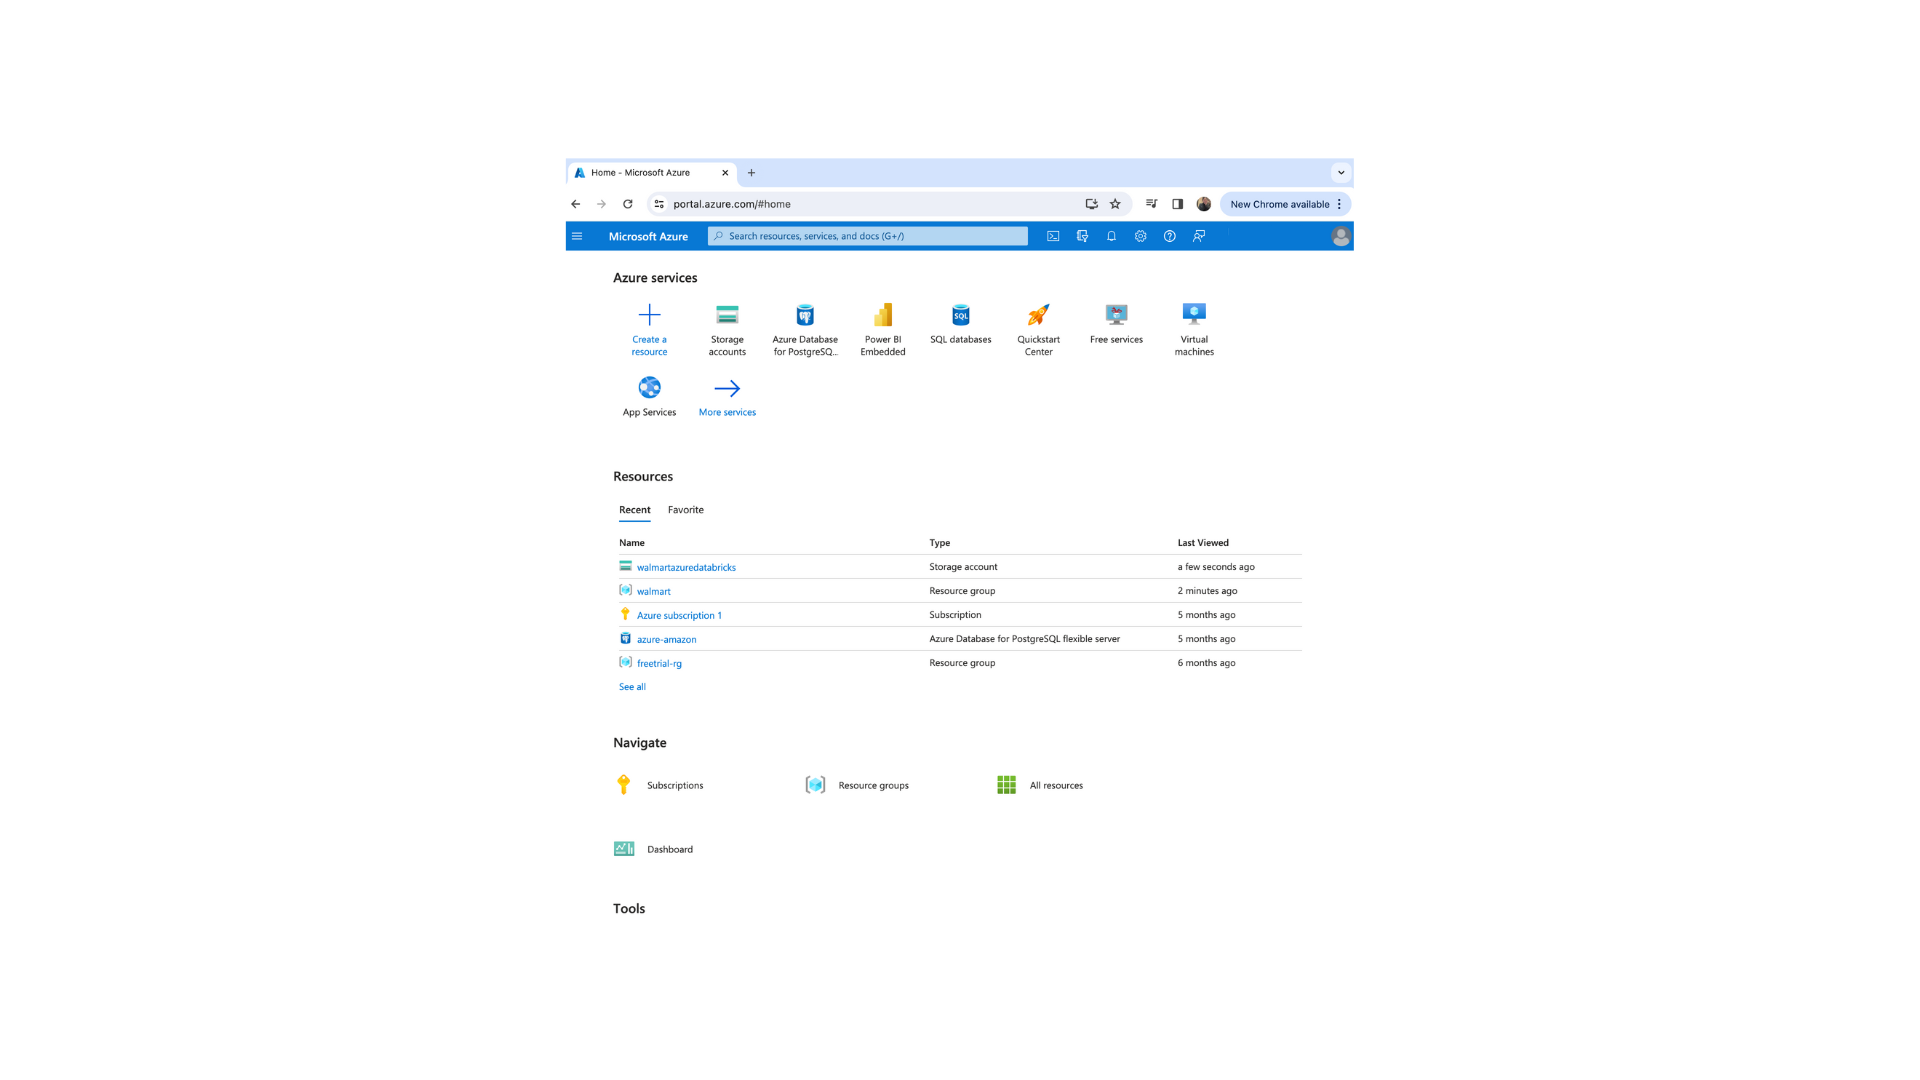 Home - Microsoft Azure
portal.azure.com/#home
New Chrome available
Microsoft Azure
Search resources, services, and docs (G+/)
Azure services
Create a resource
Storage accounts
Azure Database for PostgreSQ...
Power BI Embedded
SQL
SQL databases
Quickstart Center
Free services
Virtual machines
App Services
More services
Resources
Recent Favorite
Name Type Last Viewed
walmartazuredatabricks Storage account a few seconds ago
walmart Resource group 2 minutes ago
Azure subscription 1 Subscription 5 months ago
azure-amazon Azure Database for PostgreSQL flexible server 5 months ago
freetrial-rg Resource group 6 months ago
See all
Navigate
Subscriptions Resource groups All resources
Dashboard
Tools